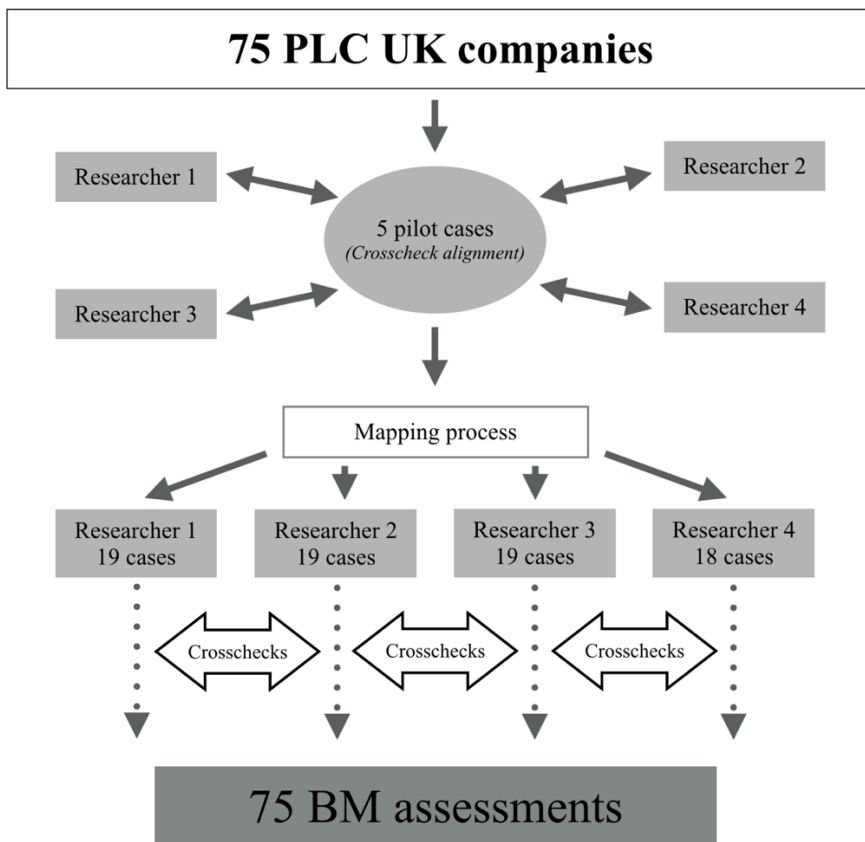 75 PLC UK companies
Researcher 1
Researcher 2
5 pilot cases
(Crosscheck alignment)
Researcher 3
Researcher 4
Mapping process
Researcher 1
19 cases
Researcher 2
19 cases
Researcher 3
19 cases
Researcher 4
18 cases
Crosschecks
Crosschecks
Crosschecks
75 BM assessments